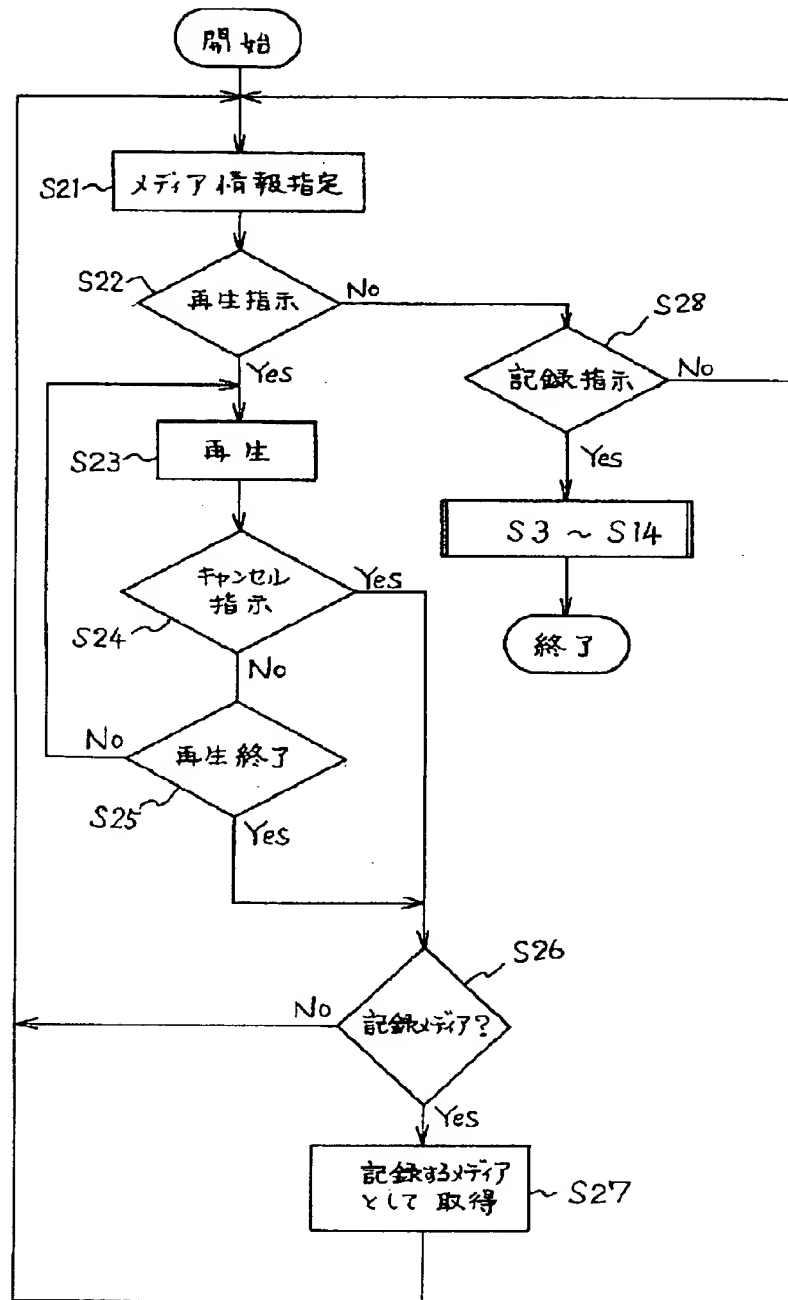 開始
S21
メディア情報指定
S22
再生指示
No
Yes
S28
記録指示
No
Yes
S23
再生
S3 ~ S14
S24
キャンセル
指示
Yes
No
終了
No
再生終了
S25
Yes
S26
No
記録メディア?
Yes
記録するメディア
として取得
S27